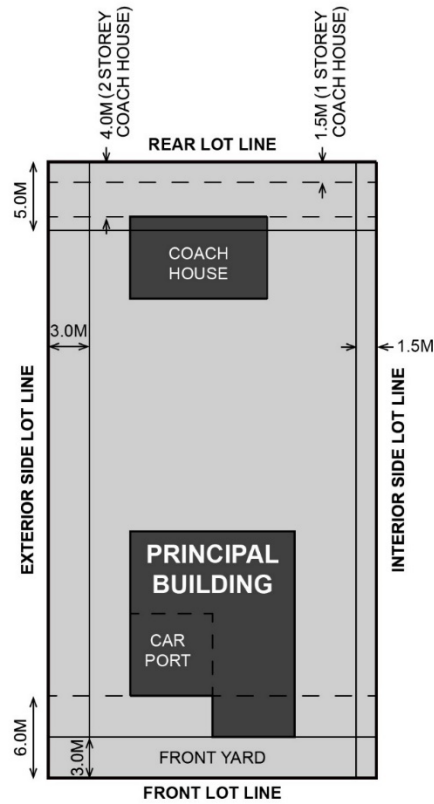 4.0M (2 STOREY
COACH HOUSE)
1.5M (1 STOREY
COACH HOUSE)
REAR LOT LINE
5.0M
COACH
HOUSE
3.0M
1.5M
EXTERIOR SIDE LOT LINE
INTERIOR SIDE LOT LINE
PRINCIPAL
BUILDING
CAR
PORT
6.0M
3.0M
FRONT YARD
FRONT LOT LINE